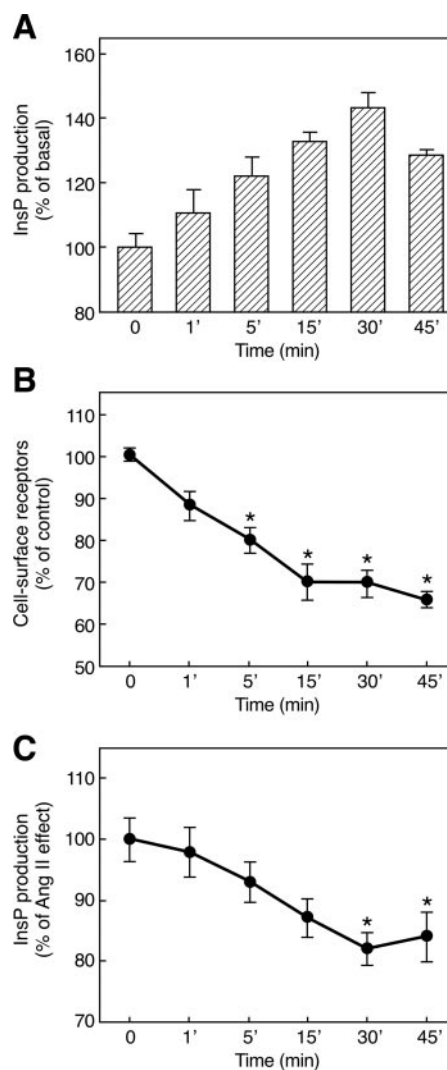 A
InsP production
(% of basal)
160
140
120
100
80
0 1' 5' 15' 30' 45'
Time (min)
B
Cell-surface receptors
(% of control)
110
100
90
80
70
60
50
* * * *
0 1' 5' 15' 30' 45'
Time (min)
C
InsP production
(% of Ang II effect)
110
100
90
80
70
* *
0 1' 5' 15' 30' 45'
Time (min)